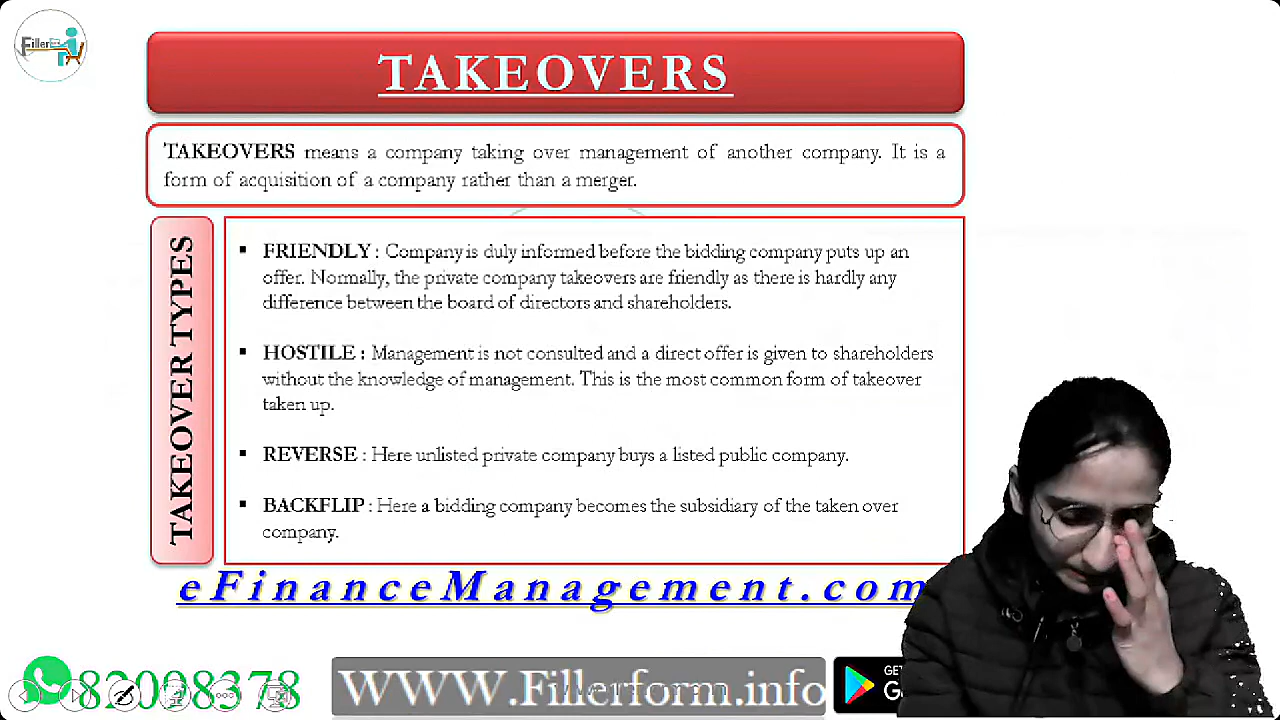 Filler
TAKEOVERS
TAKEOVERS means a company taking over management of another company. It is a
form of acquisition of a company rather than a merger.
TAKEOVER TYPES
▪ FRIENDLY : Company is duly informed before the bidding company puts up an
offer. Normally, the private company takeovers are friendly as there is hardly any
difference between the board of directors and shareholders.
▪ HOSTILE : Management is not consulted and a direct offer is given to shareholders
without the knowledge of management. This is the most common form of takeover
taken up.
▪ REVERSE : Here unlisted private company buys a listed public company.
▪ BACKFLIP : Here a bidding company becomes the subsidiary of the taken over
company.
eFinanceManagement.com
82098378
WWW.Fillerform.info
GET
G